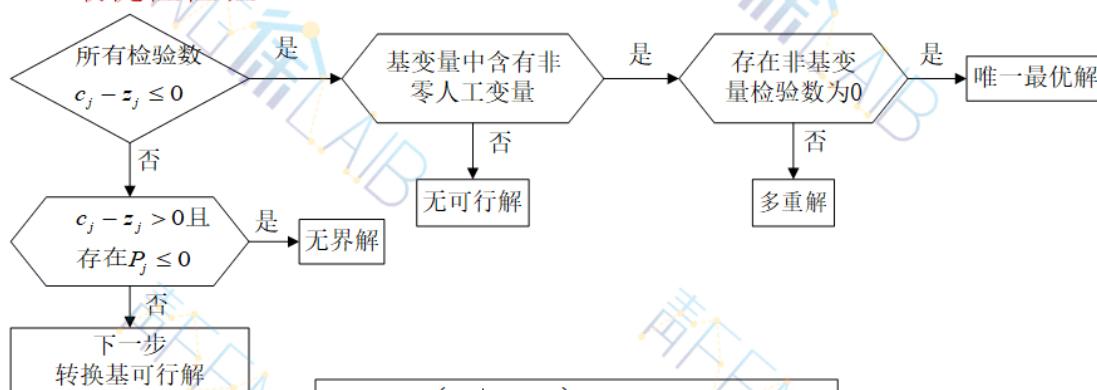 所有检验数
c_j − z_j ≤ 0
是
基变量中含有非
零人工变量
是
存在非基变
量检验数为0
是
唯一最优解
否
否
否
无可行解
多重解
c_j − z_j > 0且
存在P_j ≤ 0
是
无界解
否
下一步
转换基可行解